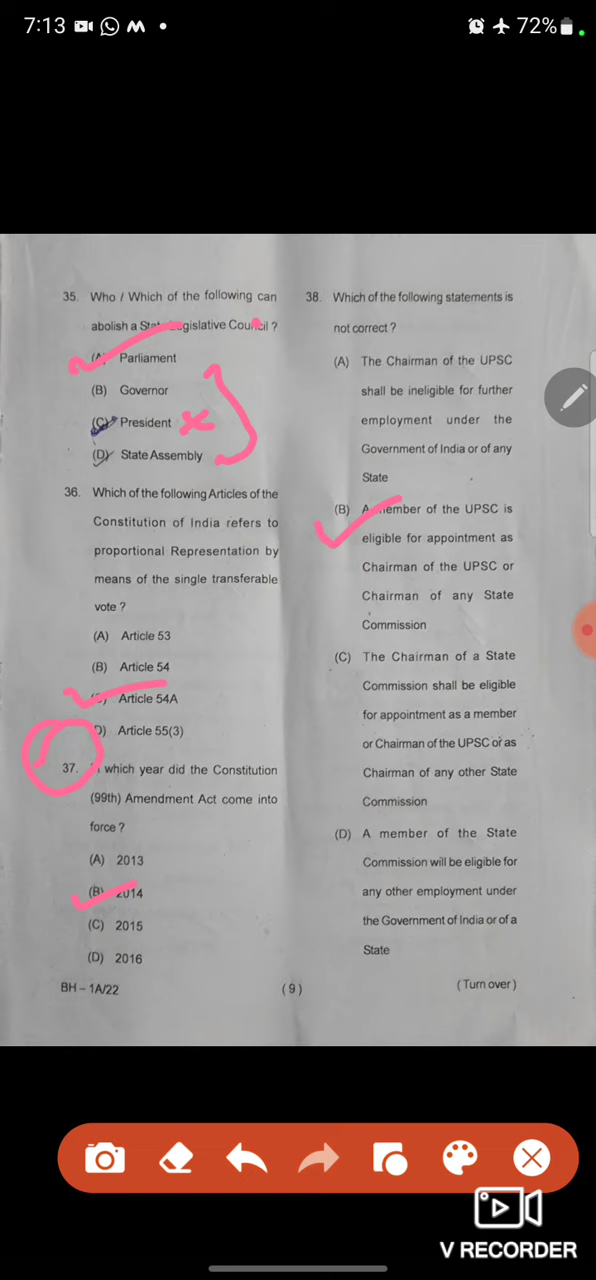 7:13
72%
35. Who / Which of the following can
abolish a State Legislative Council ?
(A) Parliament
(B) Governor
(C) President
(D) State Assembly
36. Which of the following Articles of the
Constitution of India refers to
proportional Representation by
means of the single transferable
vote ?
(A) Article 53
(B) Article 54
(C) Article 54A
(D) Article 55(3)
37. In which year did the Constitution
(99th) Amendment Act come into
force ?
(A) 2013
(B) 2014
(C) 2015
(D) 2016
BH – 1A/22
38. Which of the following statements is
not correct ?
(A) The Chairman of the UPSC
shall be ineligible for further
employment under the
Government of India or of any
State
(B) A member of the UPSC is
eligible for appointment as
Chairman of the UPSC or
Chairman of any State
Commission
(C) The Chairman of a State
Commission shall be eligible
for appointment as a member
or Chairman of the UPSC or as
Chairman of any other State
Commission
(D) A member of the State
Commission will be eligible for
any other employment under
the Government of India or of a
State
( 9 )
( Turn over )
V RECORDER